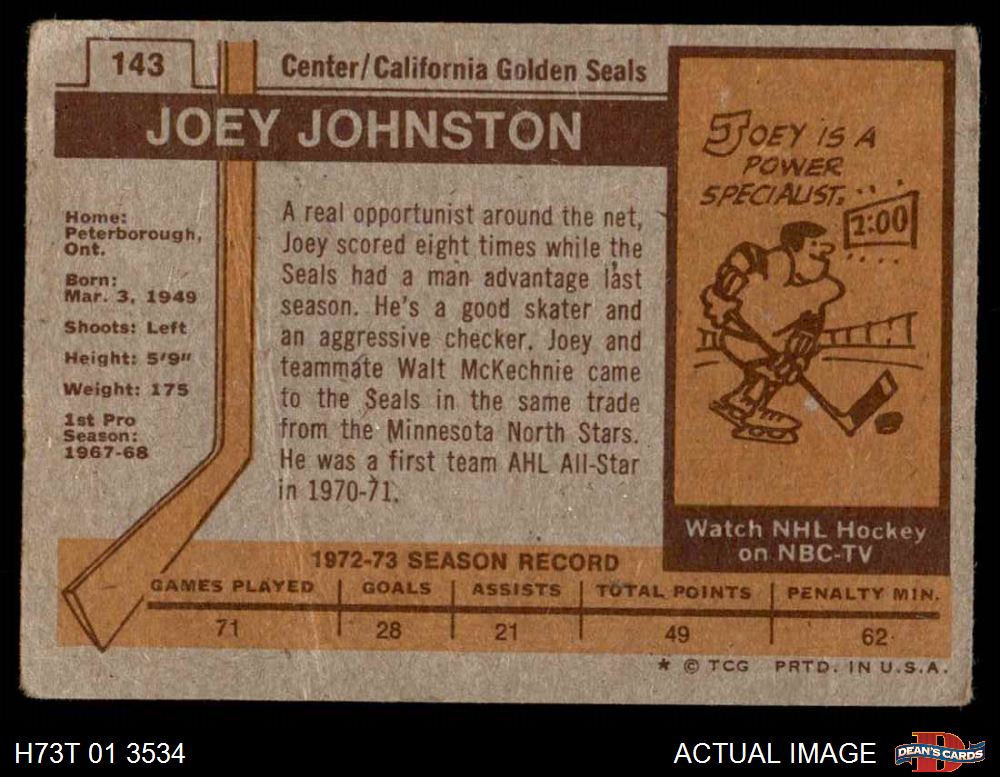 143
Center/California Golden Seals
JOEY JOHNSTON
Home:
Peterborough,
Ont.
Born:
Mar. 3, 1949
Shoots: Left
Height: 5'9"
Weight: 175
1st Pro
Season:
1967-68
A real opportunist around the net,
Joey scored eight times while the
Seals had a man advantage last
season. He's a good skater and
an aggressive checker. Joey and
teammate Walt McKechnie came
to the Seals in the same trade
from the Minnesota North Stars.
He was a first team AHL All-Star
in 1970-71.
JOEY IS A
POWER
SPECIALIST.
2:00
Watch NHL Hockey
on NBC-TV
1972-73 SEASON RECORD
GAMES PLAYED GOALS ASSISTS TOTAL POINTS PENALTY MIN.
71 28 21 49 62
* © TCG PRTD. IN U.S.A.
H73T 01 3534
ACTUAL IMAGE
D
DEAN'S CARDS